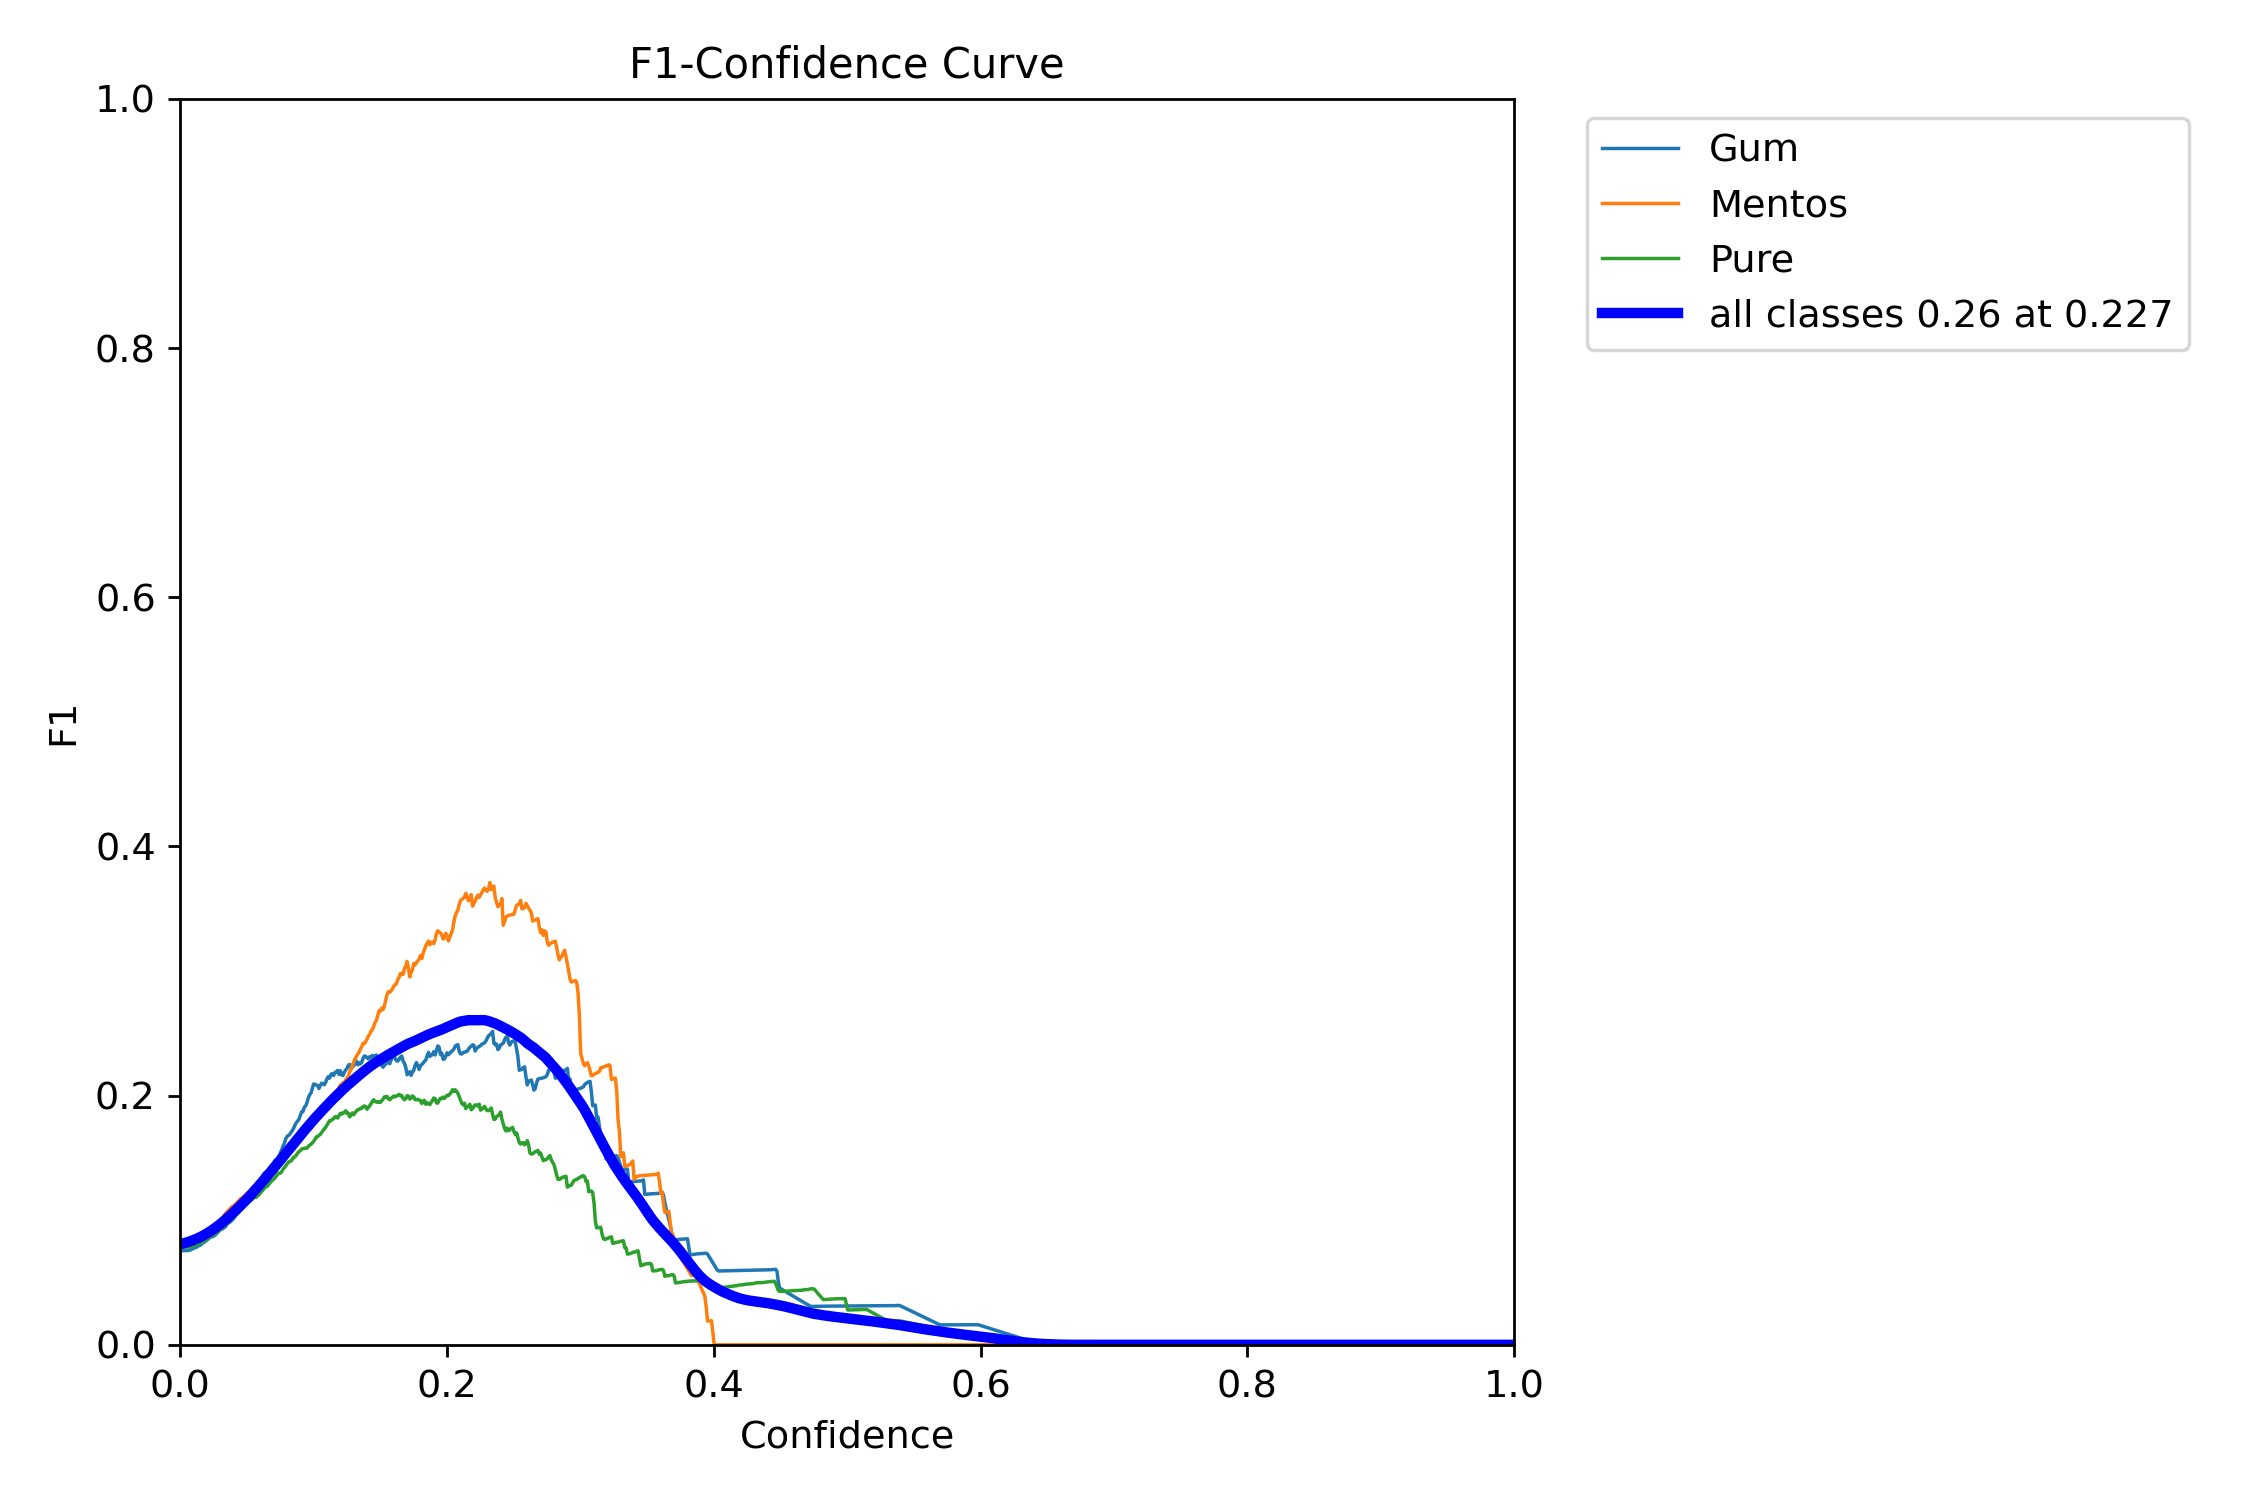 F1-Confidence Curve
1.0
0.8
0.6
0.4
0.2
0.0
F1
0.0 0.2 0.4 0.6 0.8 1.0
Confidence
Gum
Mentos
Pure
all classes 0.26 at 0.227